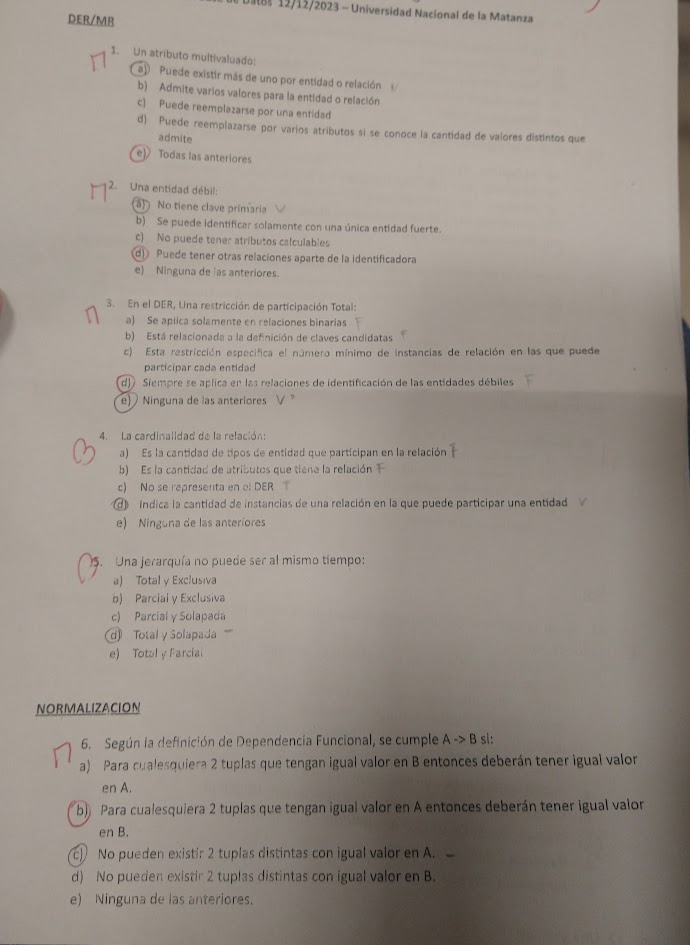 Datos 12/12/2023 – Universidad Nacional de la Matanza
DER/MR
1. Un atributo multivaluado:
a) Puede existir más de uno por entidad o relación
b) Admite varios valores para la entidad o relación
c) Puede reemplazarse por una entidad
d) Puede reemplazarse por varios atributos si se conoce la cantidad de valores distintos que
admite
e) Todas las anteriores
2. Una entidad débil:
a) No tiene clave primaria V
b) Se puede identificar solamente con una única entidad fuerte.
c) No puede tener atributos calculables
d) Puede tener otras relaciones aparte de la identificadora
e) Ninguna de las anteriores.
3. En el DER, Una restricción de participación Total:
a) Se aplica solamente en relaciones binarias F
b) Está relacionada a la definición de claves candidatas F
c) Esta restricción especifica el número mínimo de instancias de relación en las que puede
participar cada entidad
d) Siempre se aplica en las relaciones de identificación de las entidades débiles F
e) Ninguna de las anteriores V ?
4. La cardinalidad de la relación:
a) Es la cantidad de tipos de entidad que participan en la relación F
b) Es la cantidad de atributos que tiene la relación F
c) No se representa en el DER F
d) Indica la cantidad de instancias de una relación en la que puede participar una entidad V
e) Ninguna de las anteriores
5. Una jerarquía no puede ser al mismo tiempo:
a) Total y Exclusiva
b) Parcial y Exclusiva
c) Parcial y Solapada
d) Total y Solapada
e) Total y Parcial
NORMALIZACION
6. Según la definición de Dependencia Funcional, se cumple A -> B si:
a) Para cualesquiera 2 tuplas que tengan igual valor en B entonces deberán tener igual valor
en A.
b) Para cualesquiera 2 tuplas que tengan igual valor en A entonces deberán tener igual valor
en B.
c) No pueden existir 2 tuplas distintas con igual valor en A.
d) No pueden existir 2 tuplas distintas con igual valor en B.
e) Ninguna de las anteriores.